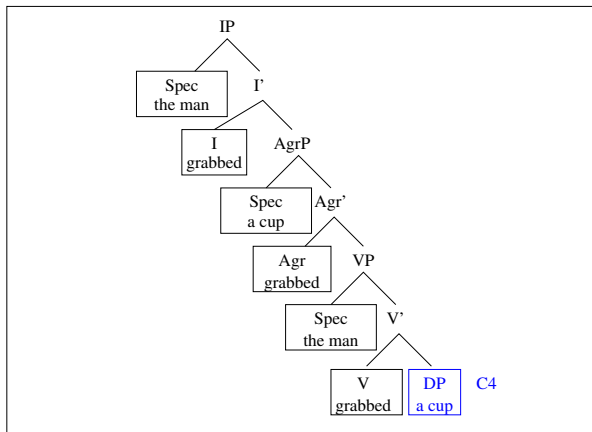 IP
Spec
the man
I'
I
grabbed
AgrP
Spec
a cup
Agr'
Agr
grabbed
VP
Spec
the man
V'
V
grabbed
DP
a cup
C4